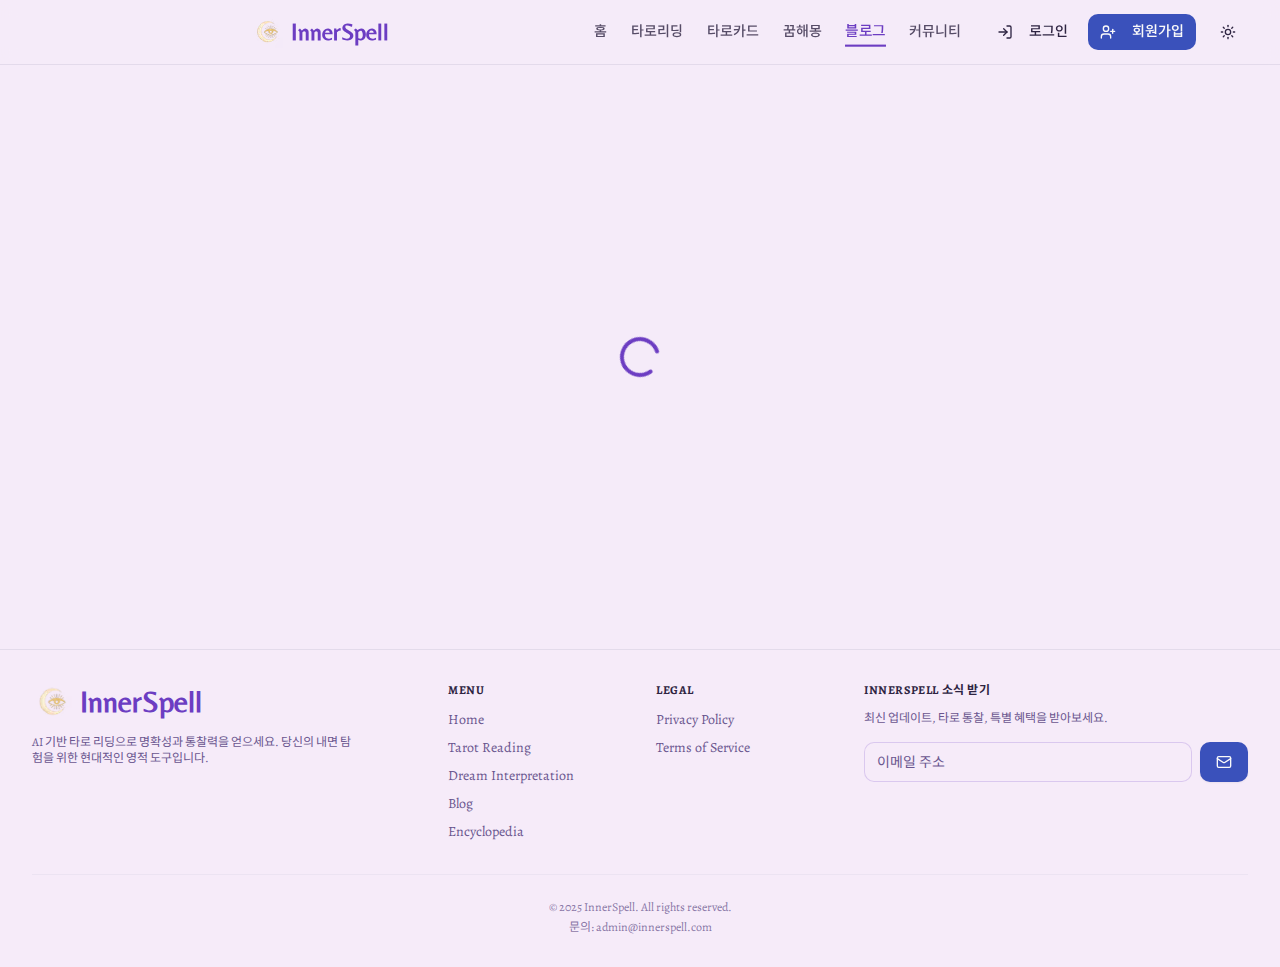 InnerSpell
홈
타로리딩
타로카드
꿈해몽
블로그
커뮤니티
로그인
회원가입
InnerSpell
AI 기반 타로 리딩으로 명확성과 통찰력을 얻으세요. 당신의 내면 탐
험을 위한 현대적인 영적 도구입니다.
MENU
Home
Tarot Reading
Dream Interpretation
Blog
Encyclopedia
LEGAL
Privacy Policy
Terms of Service
INNERSPELL 소식 받기
최신 업데이트, 타로 통찰, 특별 혜택을 받아보세요.
이메일 주소
© 2025 InnerSpell. All rights reserved.
문의: admin@innerspell.com